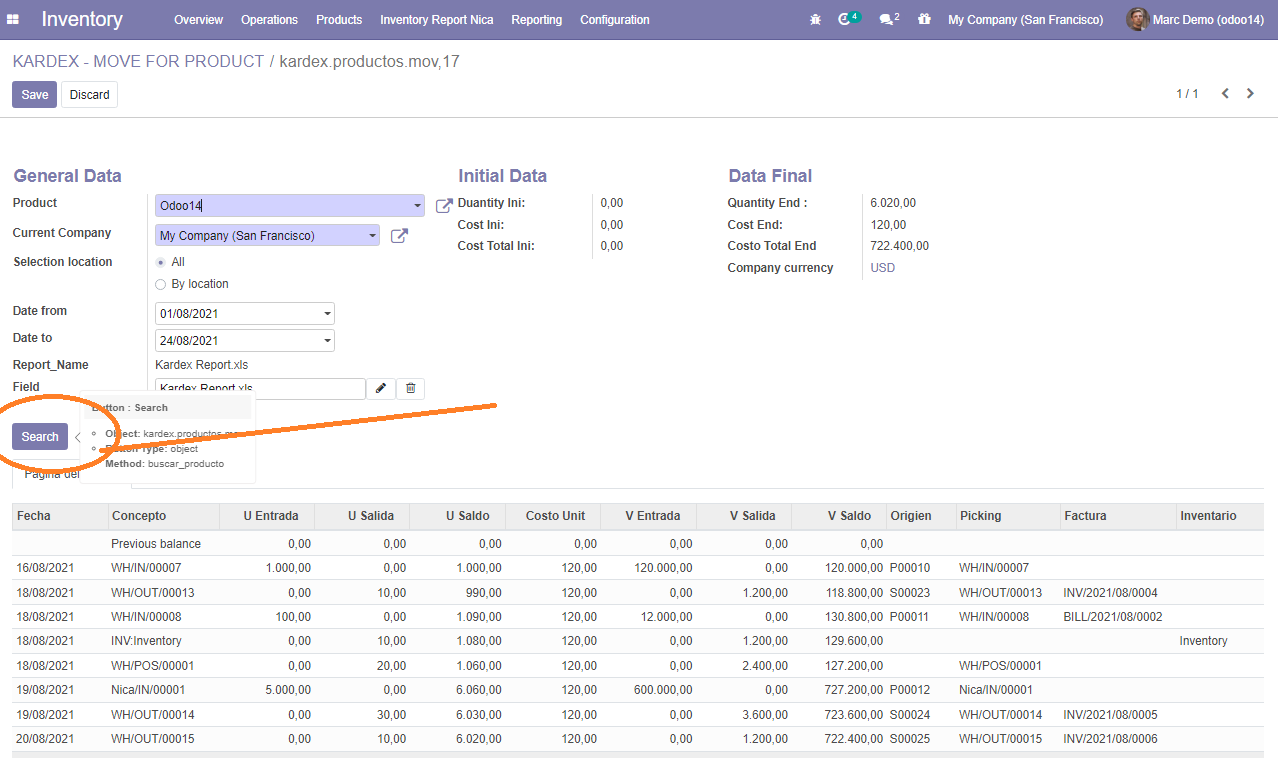 Inventory Overview Operations Products Inventory Report Nica Reporting Configuration 4 2 My Company (San Francisco) Marc Demo (odoo14)
KARDEX - MOVE FOR PRODUCT / kardex.productos.mov,17
Save Discard 1 / 1
General Data Initial Data Data Final
Product Odoo14 Duantity Ini: 0,00 Quantity End : 6.020,00
Cost Ini: 0,00 Cost End: 120,00
Current Company My Company (San Francisco) Cost Total Ini: 0,00 Costo Total End 722.400,00
Selection location All Company currency USD
By location
Date from 01/08/2021
Date to 24/08/2021
Report_Name Kardex Report.xls
Field Kardex Report.xls
Button : Search
Search Object: kardex.productos.mo
Button Type: object
Method: buscar_producto
Pagina del
Fecha Concepto U Entrada U Salida U Saldo Costo Unit V Entrada V Salida V Saldo Origien Picking Factura Inventario
Previous balance 0,00 0,00 0,00 0,00 0,00 0,00 0,00
16/08/2021 WH/IN/00007 1.000,00 0,00 1.000,00 120,00 120.000,00 0,00 120.000,00 P00010 WH/IN/00007
18/08/2021 WH/OUT/00013 0,00 10,00 990,00 120,00 0,00 1.200,00 118.800,00 S00023 WH/OUT/00013 INV/2021/08/0004
18/08/2021 WH/IN/00008 100,00 0,00 1.090,00 120,00 12.000,00 0,00 130.800,00 P00011 WH/IN/00008 BILL/2021/08/0002
18/08/2021 INV:Inventory 0,00 10,00 1.080,00 120,00 0,00 1.200,00 129.600,00 Inventory
18/08/2021 WH/POS/00001 0,00 20,00 1.060,00 120,00 0,00 2.400,00 127.200,00 WH/POS/00001
19/08/2021 Nica/IN/00001 5.000,00 0,00 6.060,00 120,00 600.000,00 0,00 727.200,00 P00012 Nica/IN/00001
19/08/2021 WH/OUT/00014 0,00 30,00 6.030,00 120,00 0,00 3.600,00 723.600,00 S00024 WH/OUT/00014 INV/2021/08/0005
20/08/2021 WH/OUT/00015 0,00 10,00 6.020,00 120,00 0,00 1.200,00 722.400,00 S00025 WH/OUT/00015 INV/2021/08/0006